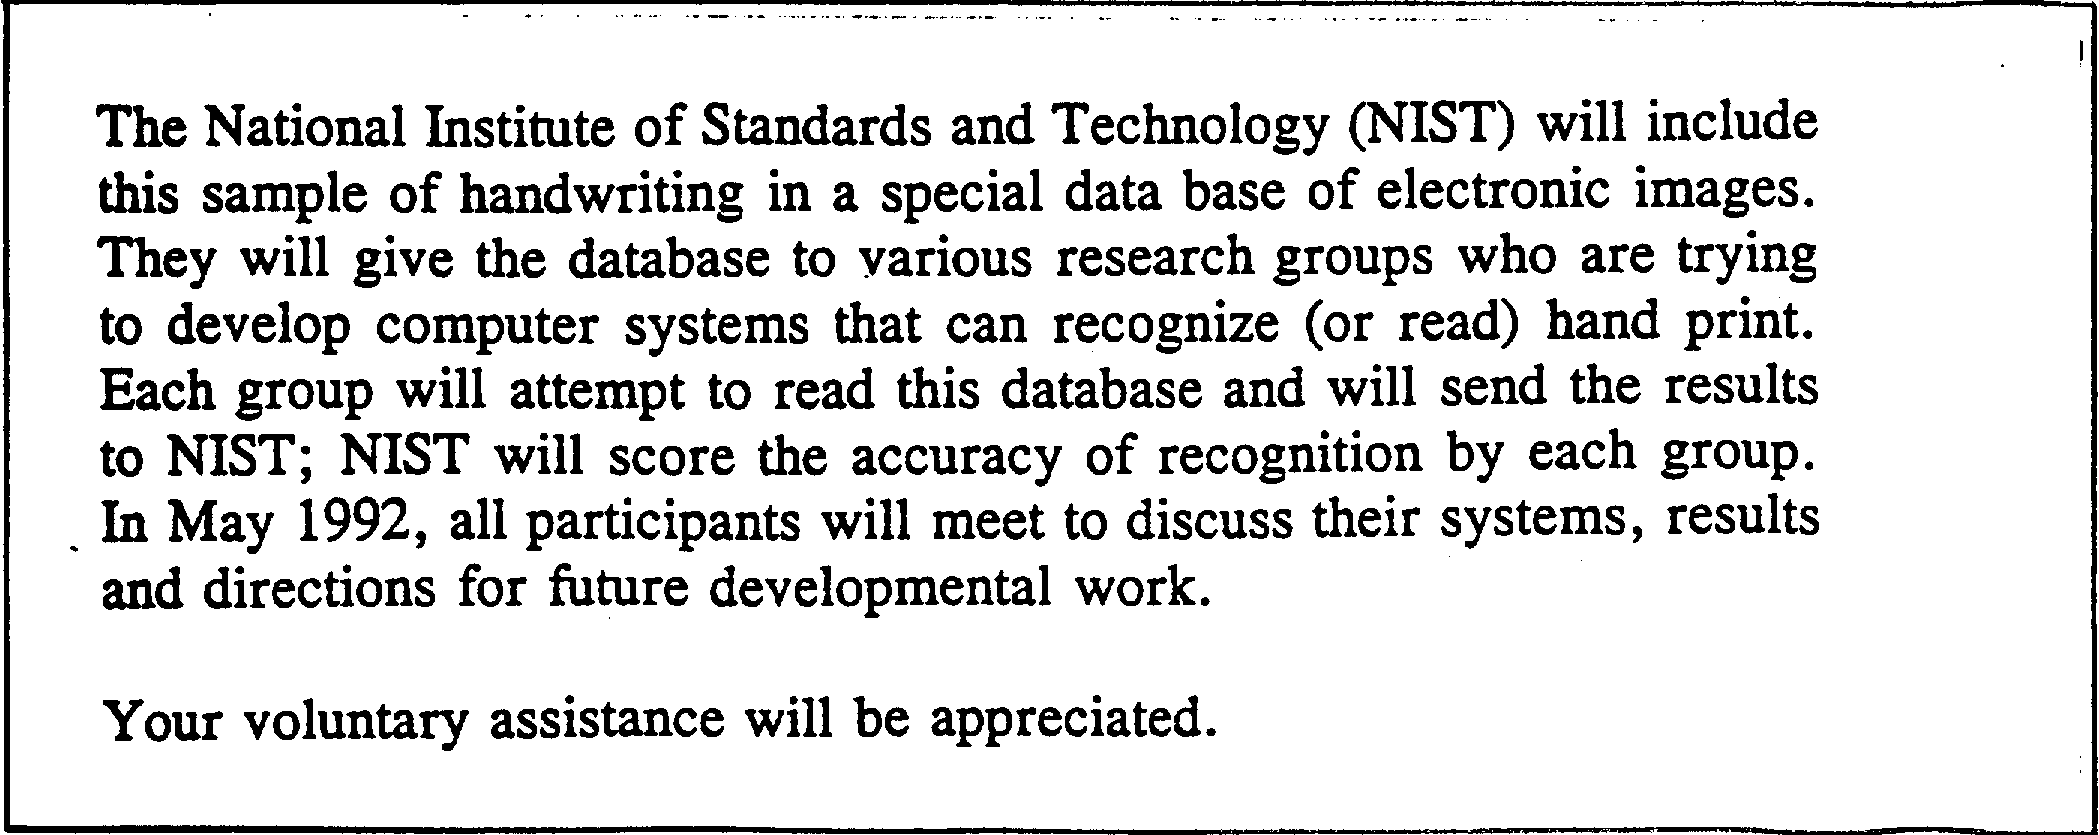 The National Institute of Standards and Technology (NIST) will include
this sample of handwriting in a special data base of electronic images.
They will give the database to various research groups who are trying
to develop computer systems that can recognize (or read) hand print.
Each group will attempt to read this database and will send the results
to NIST; NIST will score the accuracy of recognition by each group.
In May 1992, all participants will meet to discuss their systems, results
and directions for future developmental work.
Your voluntary assistance will be appreciated.